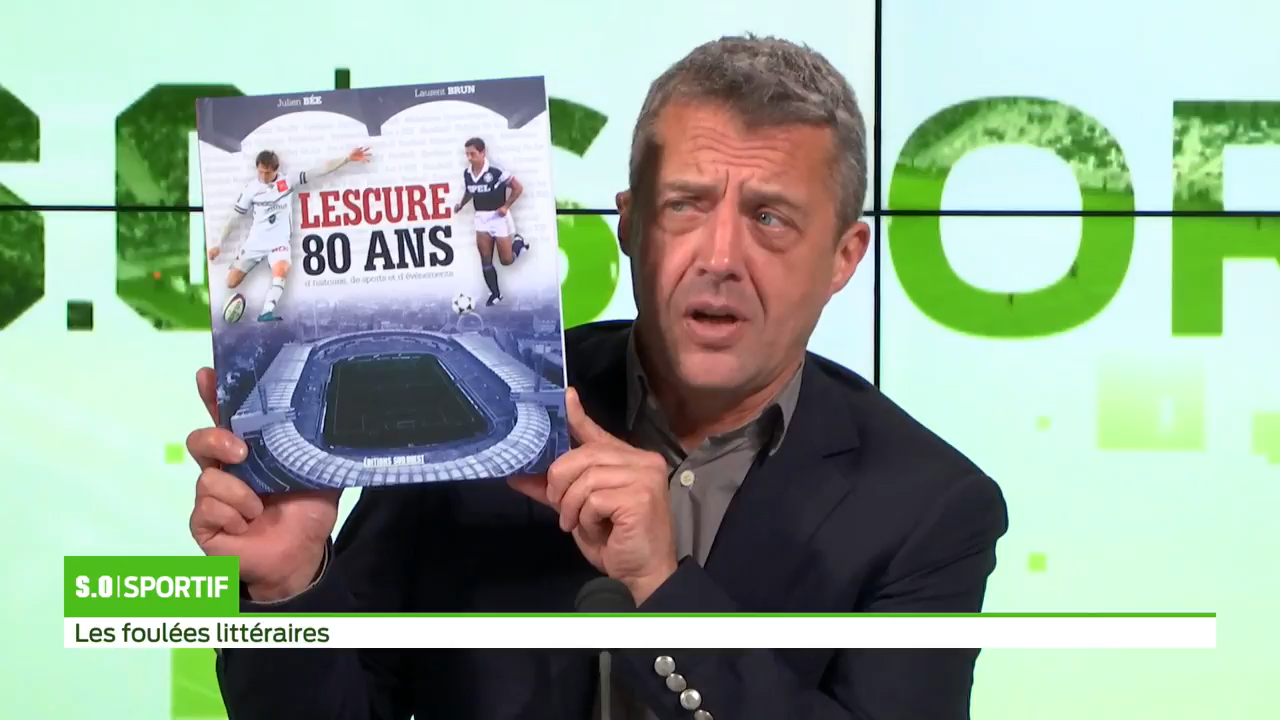 S.O SPOR
Julien BÉE
Laurent BRUN
LESCURE
80 ANS
d'histoire, de sports et d'événements
OPEL
ÉDITIONS SUD OUEST
S.O|SPORTIF
Les foulées littéraires